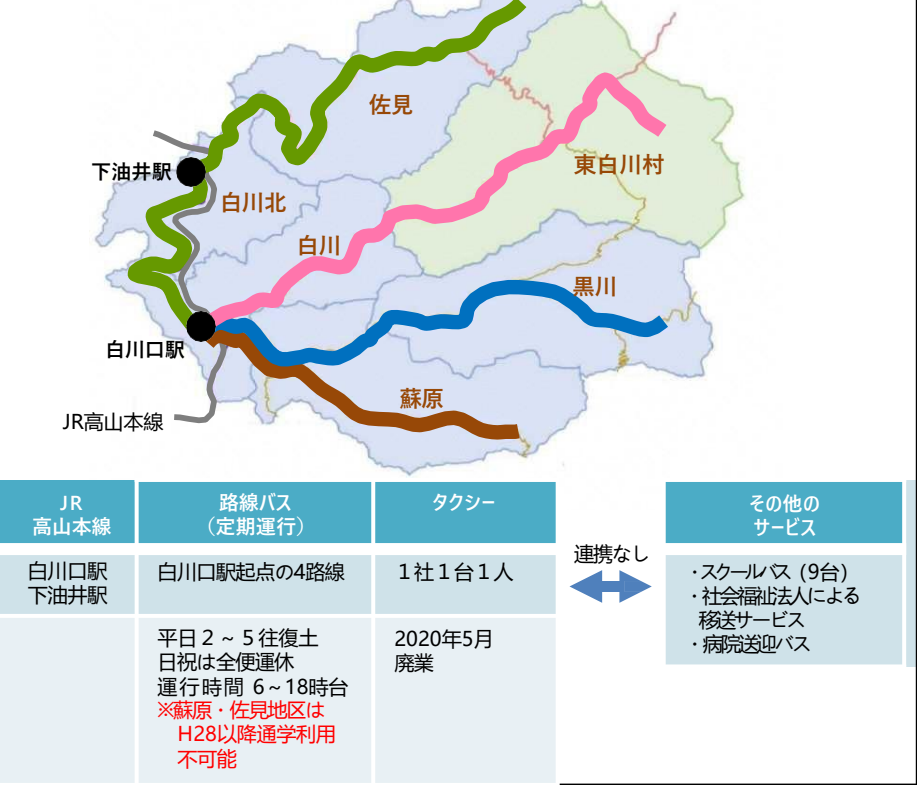 佐見
下油井駅
東白川村
白川北
白川
黒川
白川口駅
蘇原
JR高山本線
JR
高山本線
路線バス
（定期運行）
タクシー
その他の
サービス
白川口駅
下油井駅
白川口駅起点の4路線
１社１台１人
連携なし
・スクールバス (9台)
・社会福祉法人による
移送サービス
・病院送迎バス
平日２～５往復土
日祝は全便運休
運行時間 6～18時台
※蘇原・佐見地区は
H28以降通学利用
不可能
2020年5月
廃業